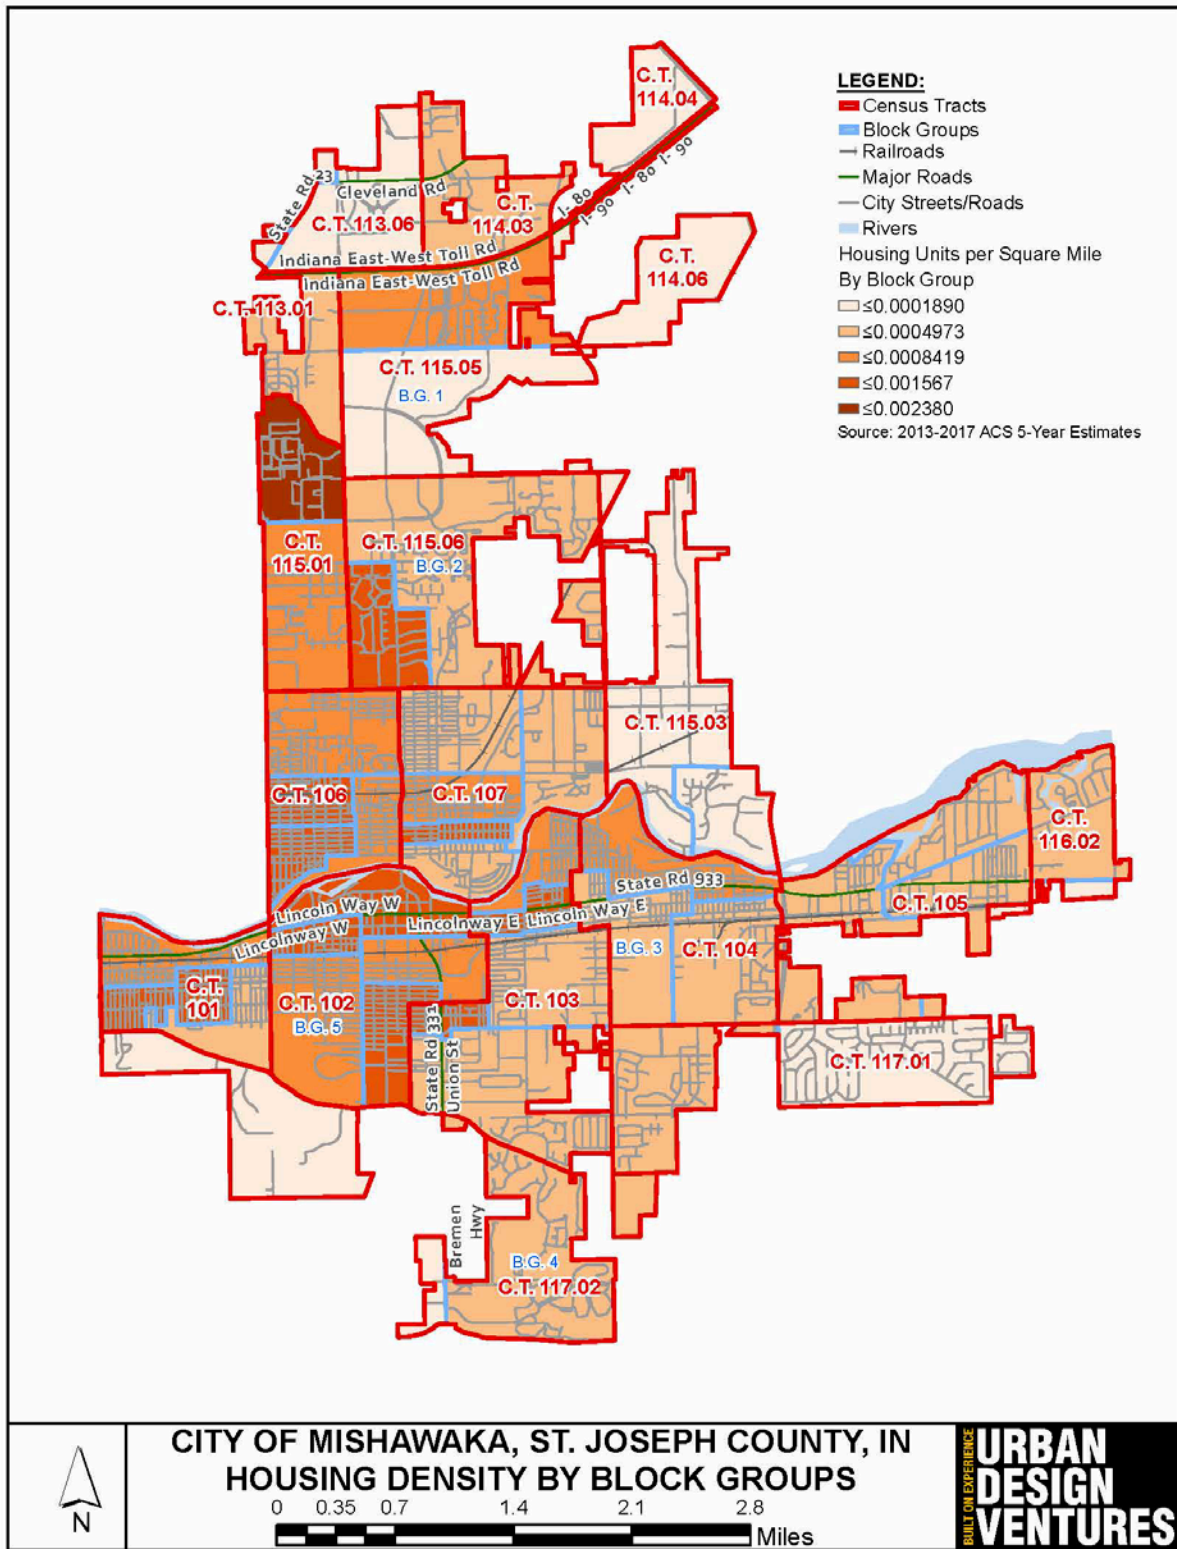 C.T.
114.04
LEGEND:
Census Tracts
Block Groups
Railroads
Major Roads
City Streets/Roads
Rivers
Housing Units per Square Mile
By Block Group
≤0.0001890
≤0.0004973
≤0.0008419
≤0.001567
≤0.002380
Source: 2013-2017 ACS 5-Year Estimates
State Rd 23
Cleveland Rd
C.T. 113.06
C.T.
114.03
I- 80
I- 90
I- 80
I- 90
Indiana East-West Toll Rd
Indiana East-West Toll Rd
C.T.
114.06
C.T. 113.01
C.T. 115.05
B.G. 1
C.T.
115.01
C.T. 115.06
B.G. 2
C.T. 115.03
C.T. 106
C.T. 107
C.T.
116.02
State Rd 933
C.T. 105
Lincoln Way W
Lincolnway W
Lincolnway E
Lincoln Way E
B.G. 3
C.T. 104
C.T.
101
C.T. 102
B.G. 5
C.T. 103
State Rd 331
Union St
C.T. 117.01
Bremen
Hwy
B.G. 4
C.T. 117.02
N
CITY OF MISHAWAKA, ST. JOSEPH COUNTY, IN
HOUSING DENSITY BY BLOCK GROUPS
0 0.35 0.7 1.4 2.1 2.8
Miles
BUILT ON EXPERIENCE
URBAN
DESIGN
VENTURES